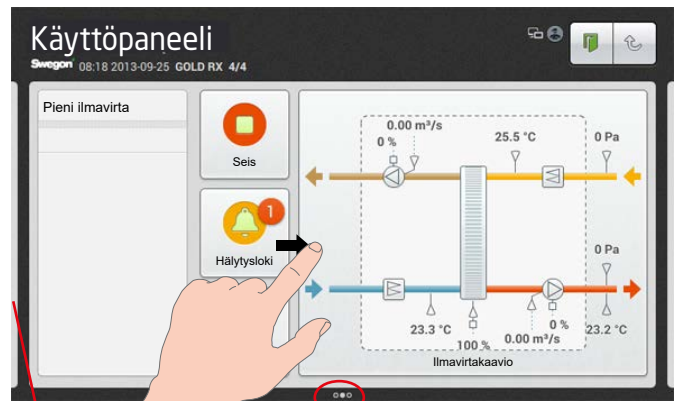 Käyttöpaneeli
Swegon 08:18 2013-09-25 GOLD RX 4/4
Pieni ilmavirta
Seis
1
Hälytysloki
0.00 m³/s
0 %
25.5 °C
0 Pa
0 Pa
23.3 °C
100 %
0.00 m³/s
0 %
23.2 °C
Ilmavirtakaavio